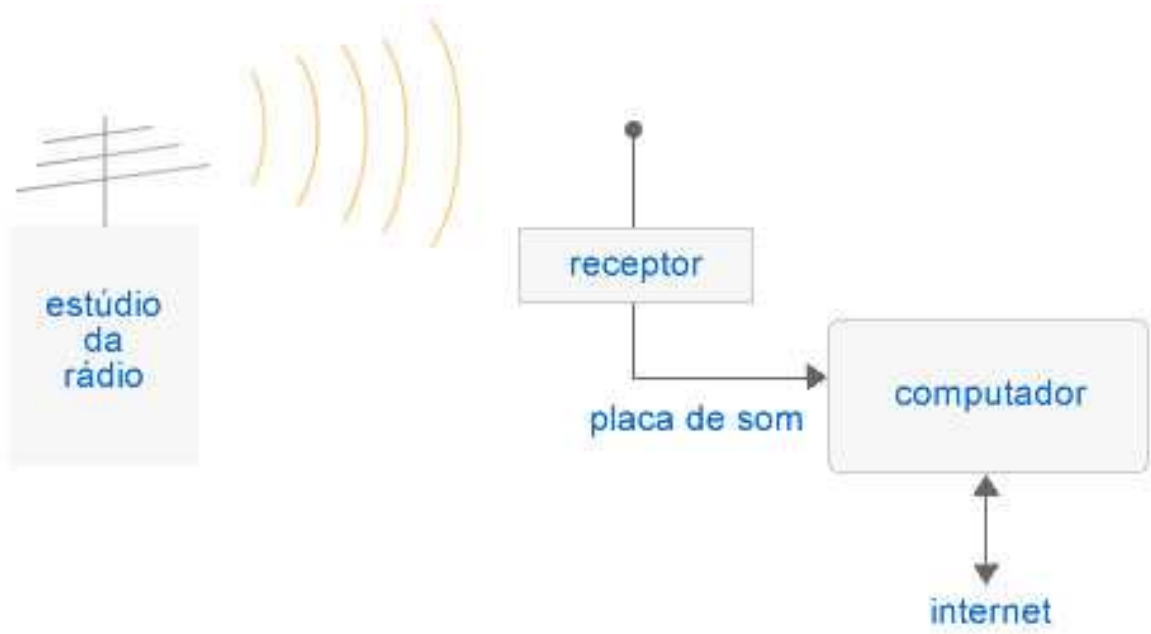 estúdio
da
rádio
receptor
placa de som
computador
internet